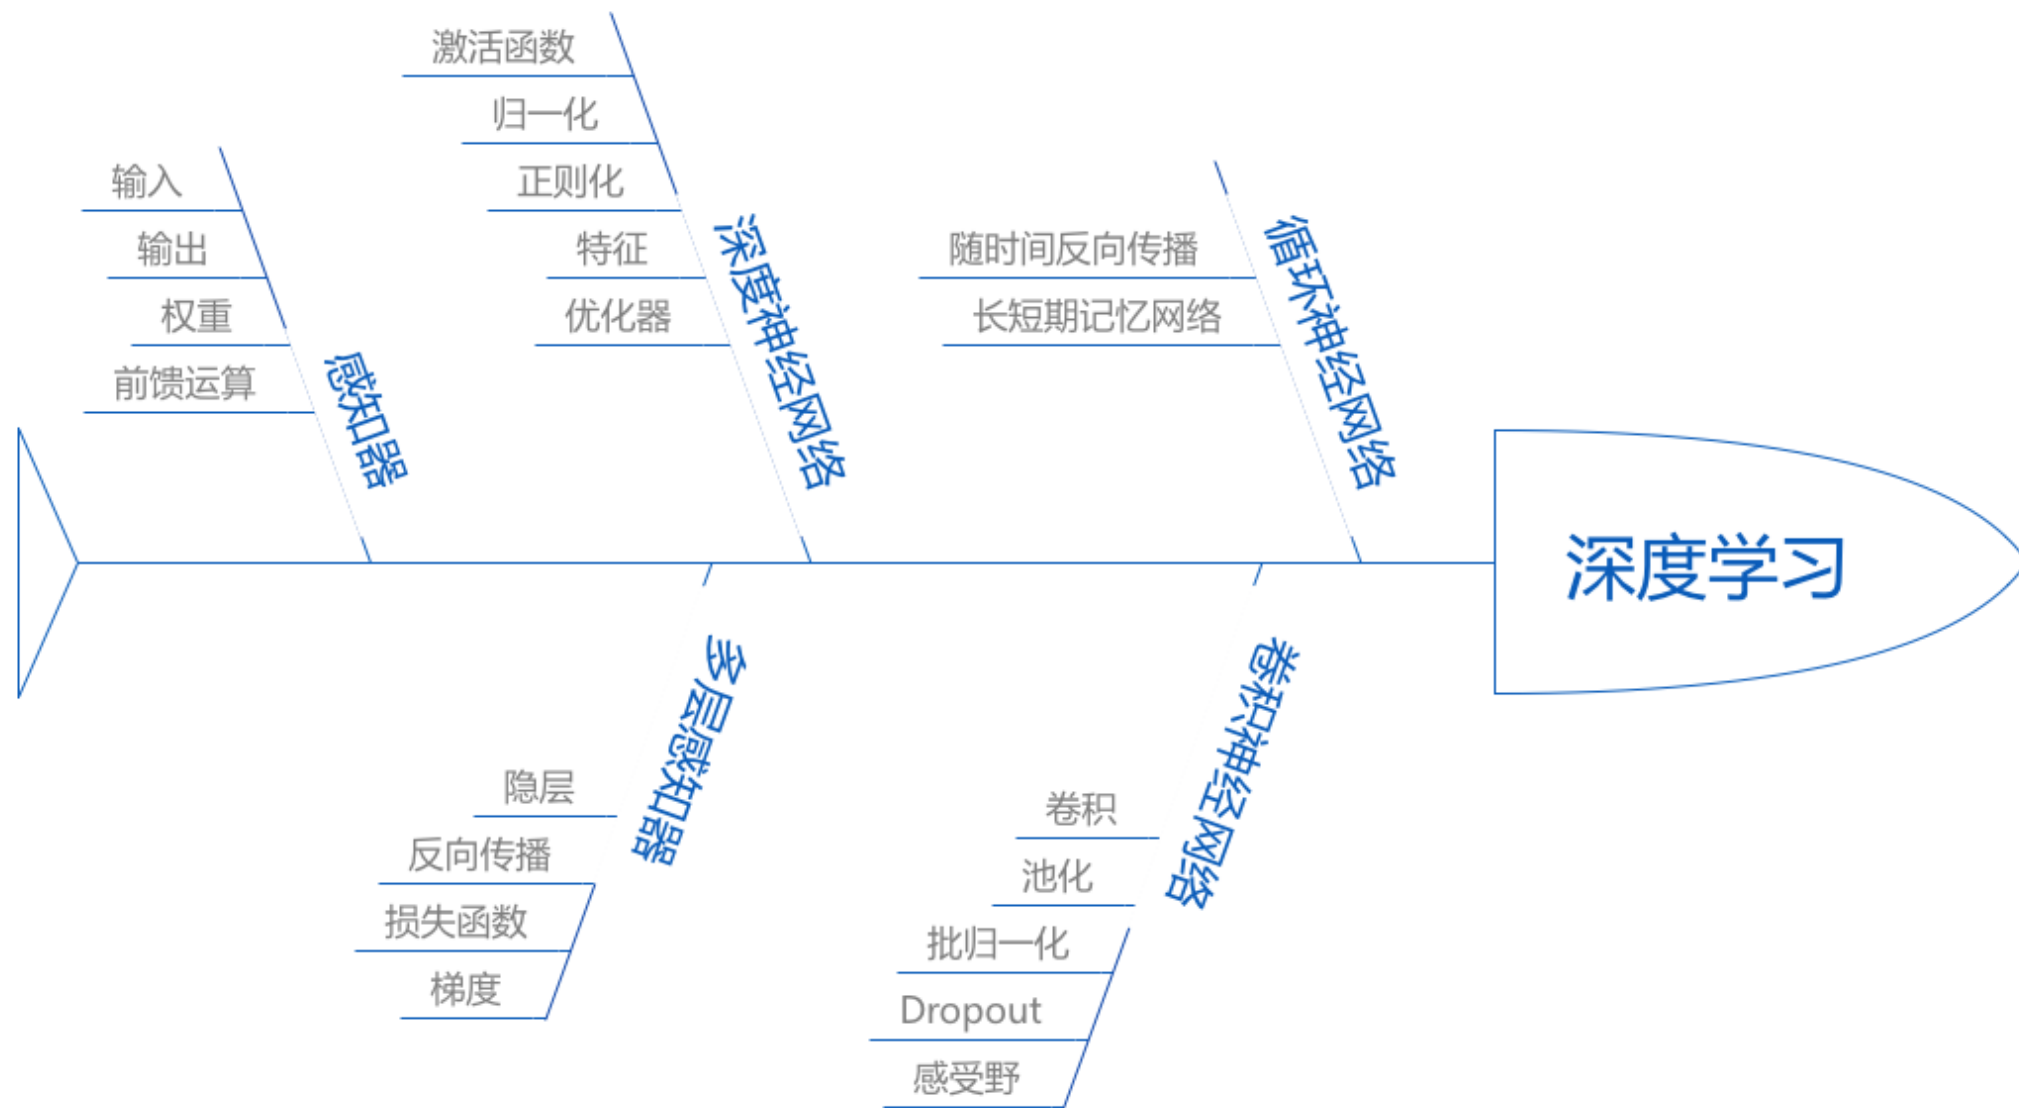 激活函数
归一化
正则化
特征
优化器
深度神经网络
输入
输出
权重
前馈运算
感知器
随时间反向传播
长短期记忆网络
循环神经网络
深度学习
多层感知器
隐层
反向传播
损失函数
梯度
卷积神经网络
卷积
池化
批归一化
Dropout
感受野